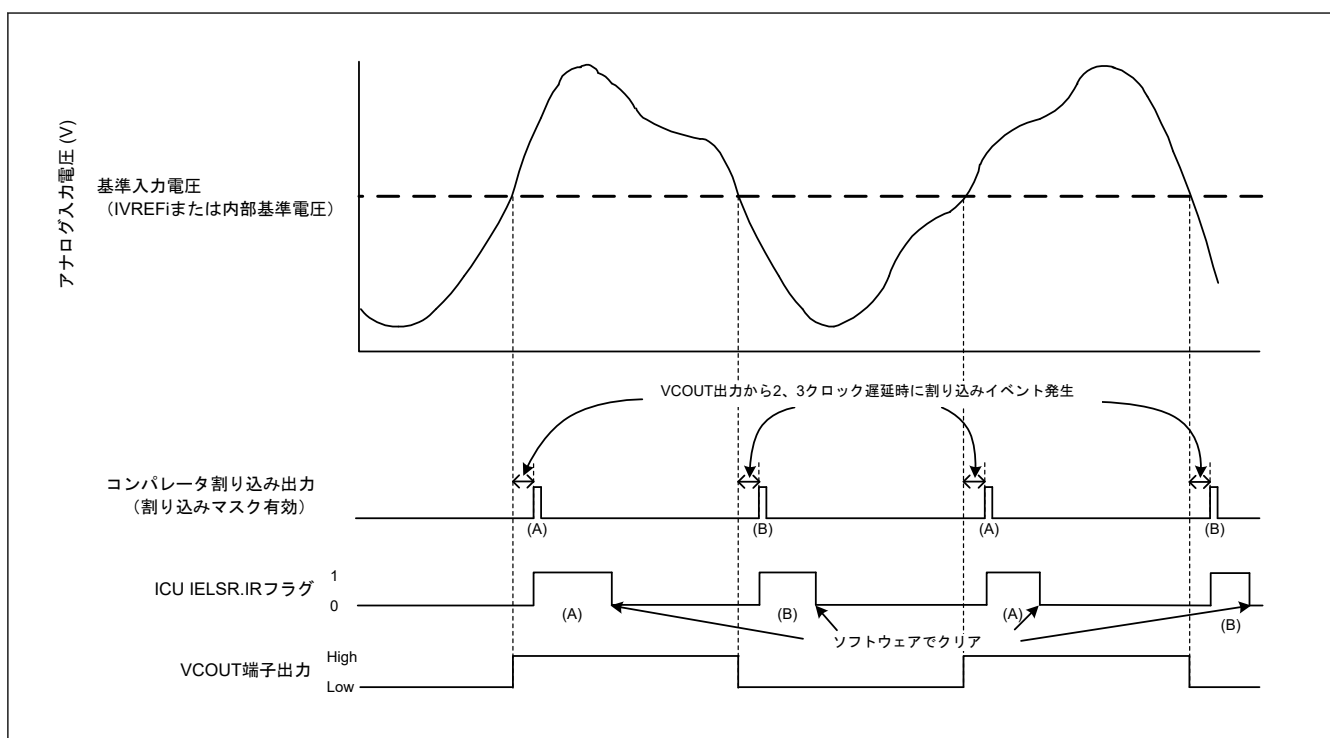 アナログ入力電圧 (V)
基準入力電圧
（IVREFiまたは内部基準電圧）
VCOUT出力から2、3クロック遅延時に割り込みイベント発生
コンパレータ割り込み出力
（割り込みマスク有効）
(A)
(B)
(A)
(B)
ICU IELSR.IRフラグ
1
0
(A)
(B)
(A)
(B)
ソフトウェアでクリア
VCOUT端子出力
High
Low